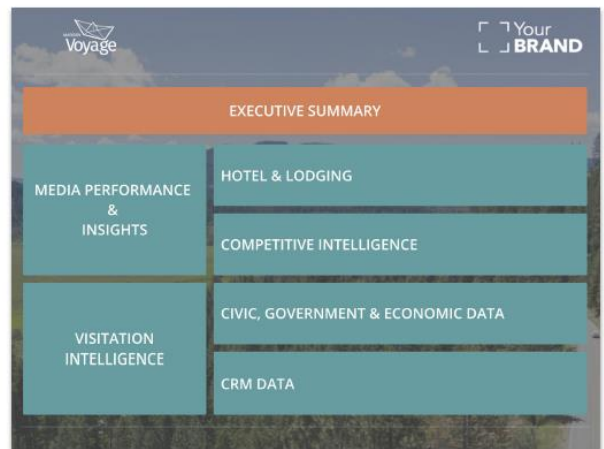 Voyage
Your
BRAND
EXECUTIVE SUMMARY
MEDIA PERFORMANCE
&
INSIGHTS
HOTEL & LODGING
COMPETITIVE INTELLIGENCE
VISITATION
INTELLIGENCE
CIVIC, GOVERNMENT & ECONOMIC DATA
CRM DATA